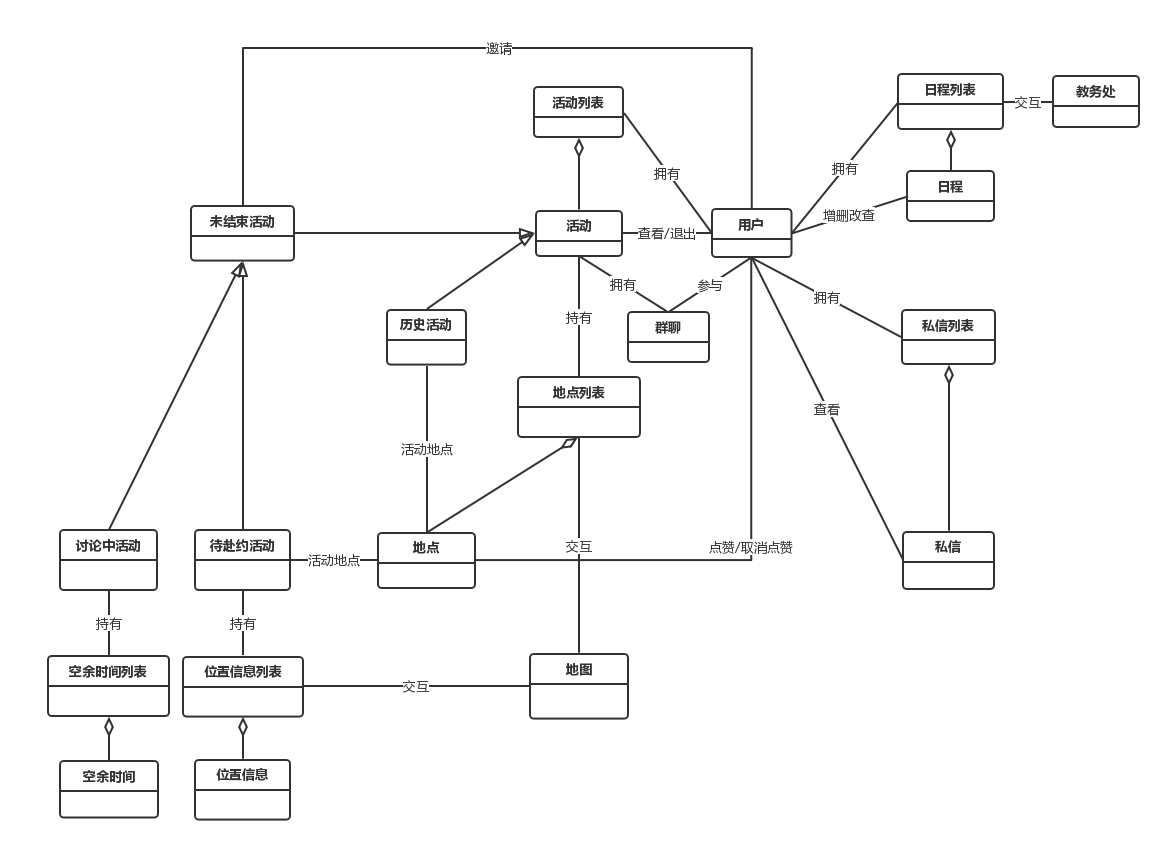 邀请
活动列表
日程列表
交互
教务处
拥有
拥有
日程
增删改查
未结束活动
活动
查看/退出
用户
拥有
参与
拥有
持有
历史活动
群聊
私信列表
地点列表
查看
活动地点
讨论中活动
待赴约活动
活动地点
地点
交互
点赞/取消点赞
私信
持有
持有
空余时间列表
位置信息列表
交互
地图
空余时间
位置信息